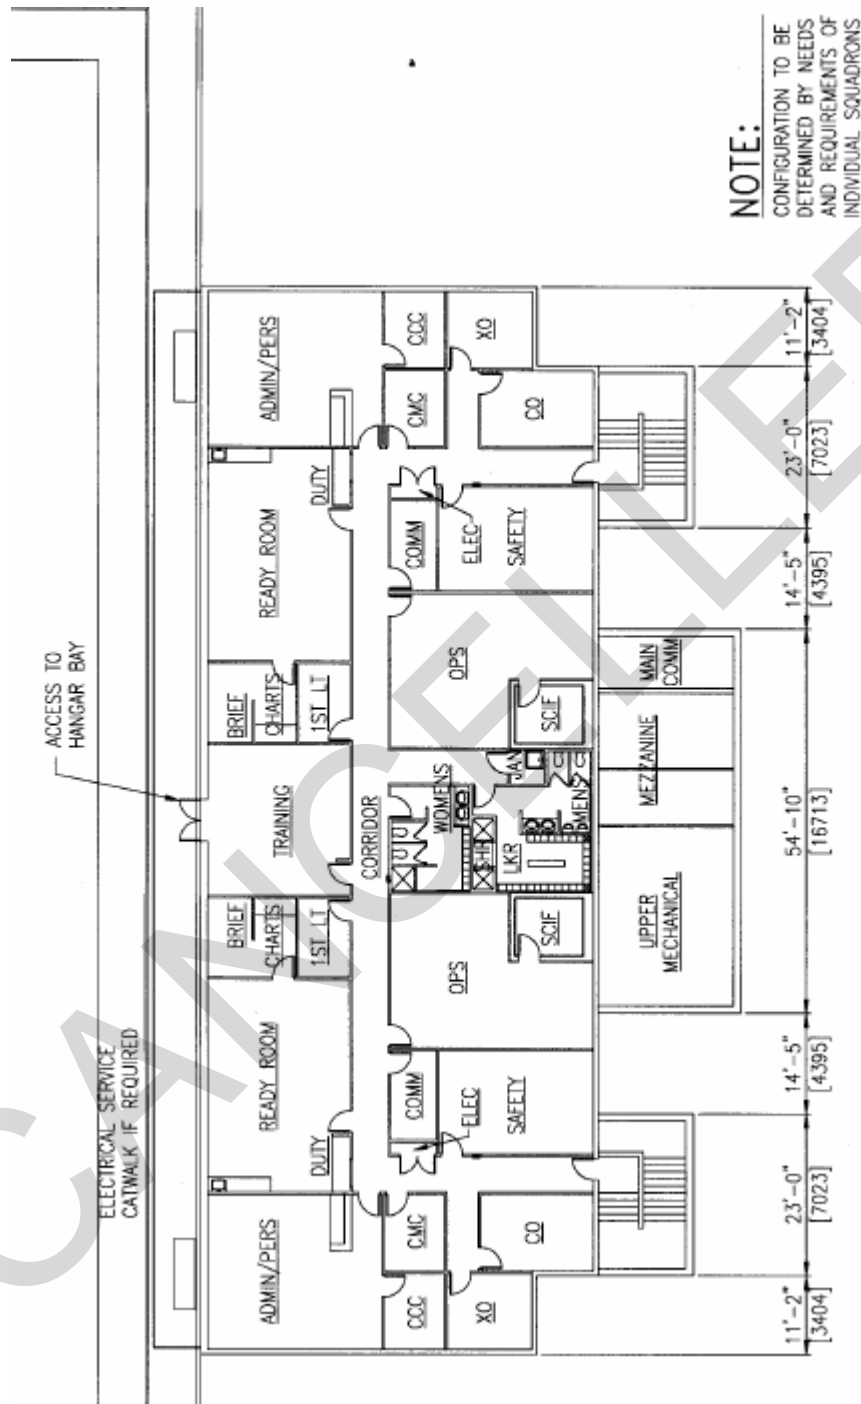 CANCELLE
ACCESS TO
HANGAR BAY
ELECTRICAL SERVICE
CATWALK IF REQUIRED
ADMIN/PERS
READY ROOM
DUTY
BRIEF
CHARTS
1ST LT
TRAINING
BRIEF
CHARTS
1ST LT
READY ROOM
DUTY
ADMIN/PERS
CORRIDOR
CCC
CMC
COMM
ELEC
XO
CO
SAFETY
OPS
SCIF
WOMENS
SHR
LKR
MENS
JAN
OPS
SCIF
COMM
ELEC
SAFETY
CMC
CCC
CO
XO
UPPER
MECHANICAL
MEZZANINE
MAIN
COMM
11'-2"
[3404]
23'-0"
[7023]
14'-5"
[4395]
54'-10"
[16713]
14'-5"
[4395]
23'-0"
[7023]
11'-2"
[3404]
NOTE:
CONFIGURATION TO BE
DETERMINED BY NEEDS
AND REQUIREMENTS OF
INDIVIDUAL SQUADRONS